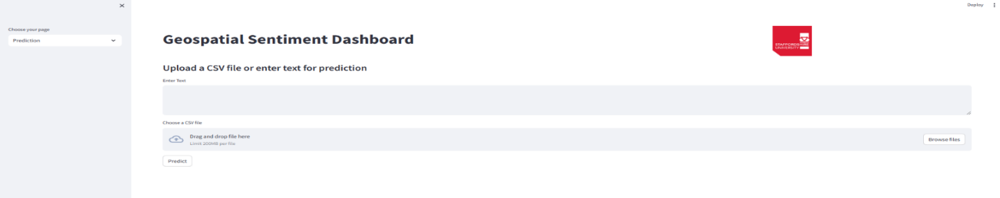 Deploy
Choose your page
Prediction
Geospatial Sentiment Dashboard
STAFFORDSHIRE
UNIVERSITY
Upload a CSV file or enter text for prediction
Enter Text
Choose a CSV file
Drag and drop file here
Limit 200MB per file
Browse files
Predict